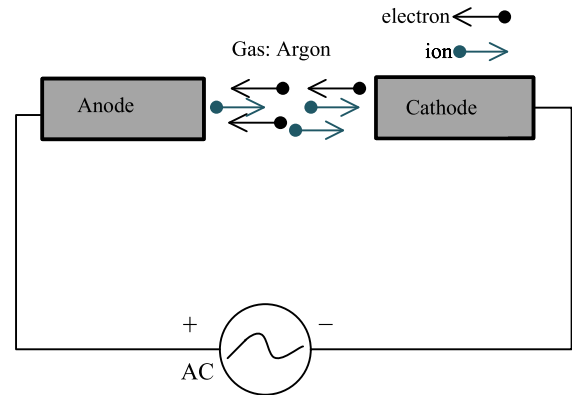 electron
ion
Gas: Argon
Anode
Cathode
+
−
AC